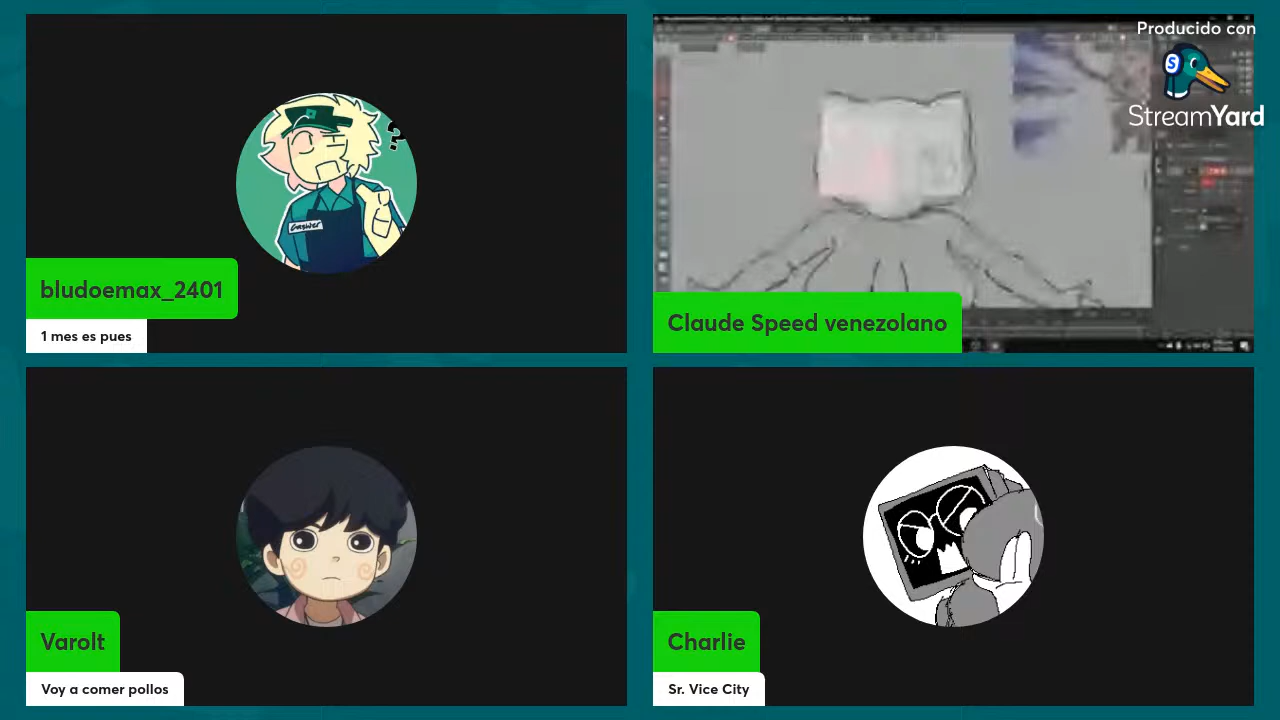 Producido con
StreamYard
Gaswer
bludoemax_2401
1 mes es pues
Claude Speed venezolano
Varolt
Voy a comer pollos
Charlie
Sr. Vice City